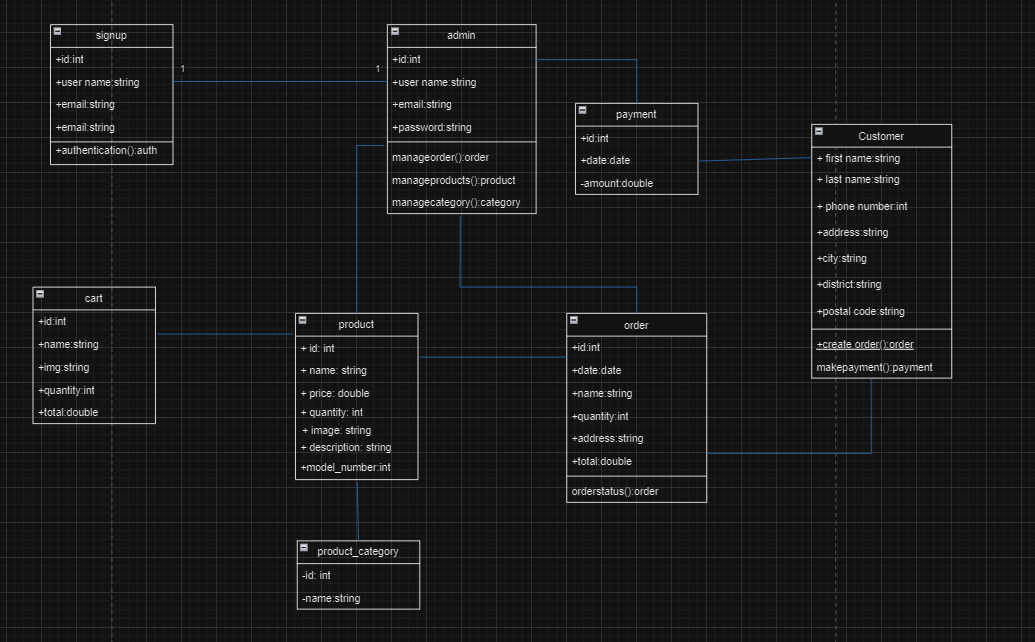 signup
+id:int
+user name:string
+email:string
+email:string
+authentication():auth
1
1
admin
+id:int
+user name:string
+email:string
+password:string
manageorder():order
manageproducts():product
managecategory():category
payment
+id:int
+date:date
-amount:double
Customer
+ first name:string
+ last name:string
+ phone number:int
+address:string
+city:string
+district:string
+postal code:string
+create order():order
makepayment():payment
cart
+id:int
+name:string
+img:string
+quantity:int
+total:double
product
+ id: int
+ name: string
+ price: double
+ quantity: int
+ image: string
+ description: string
+model_number:int
order
+id:int
+date:date
+name:string
+quantity:int
+address:string
+total:double
orderstatus():order
product_category
-id: int
-name:string